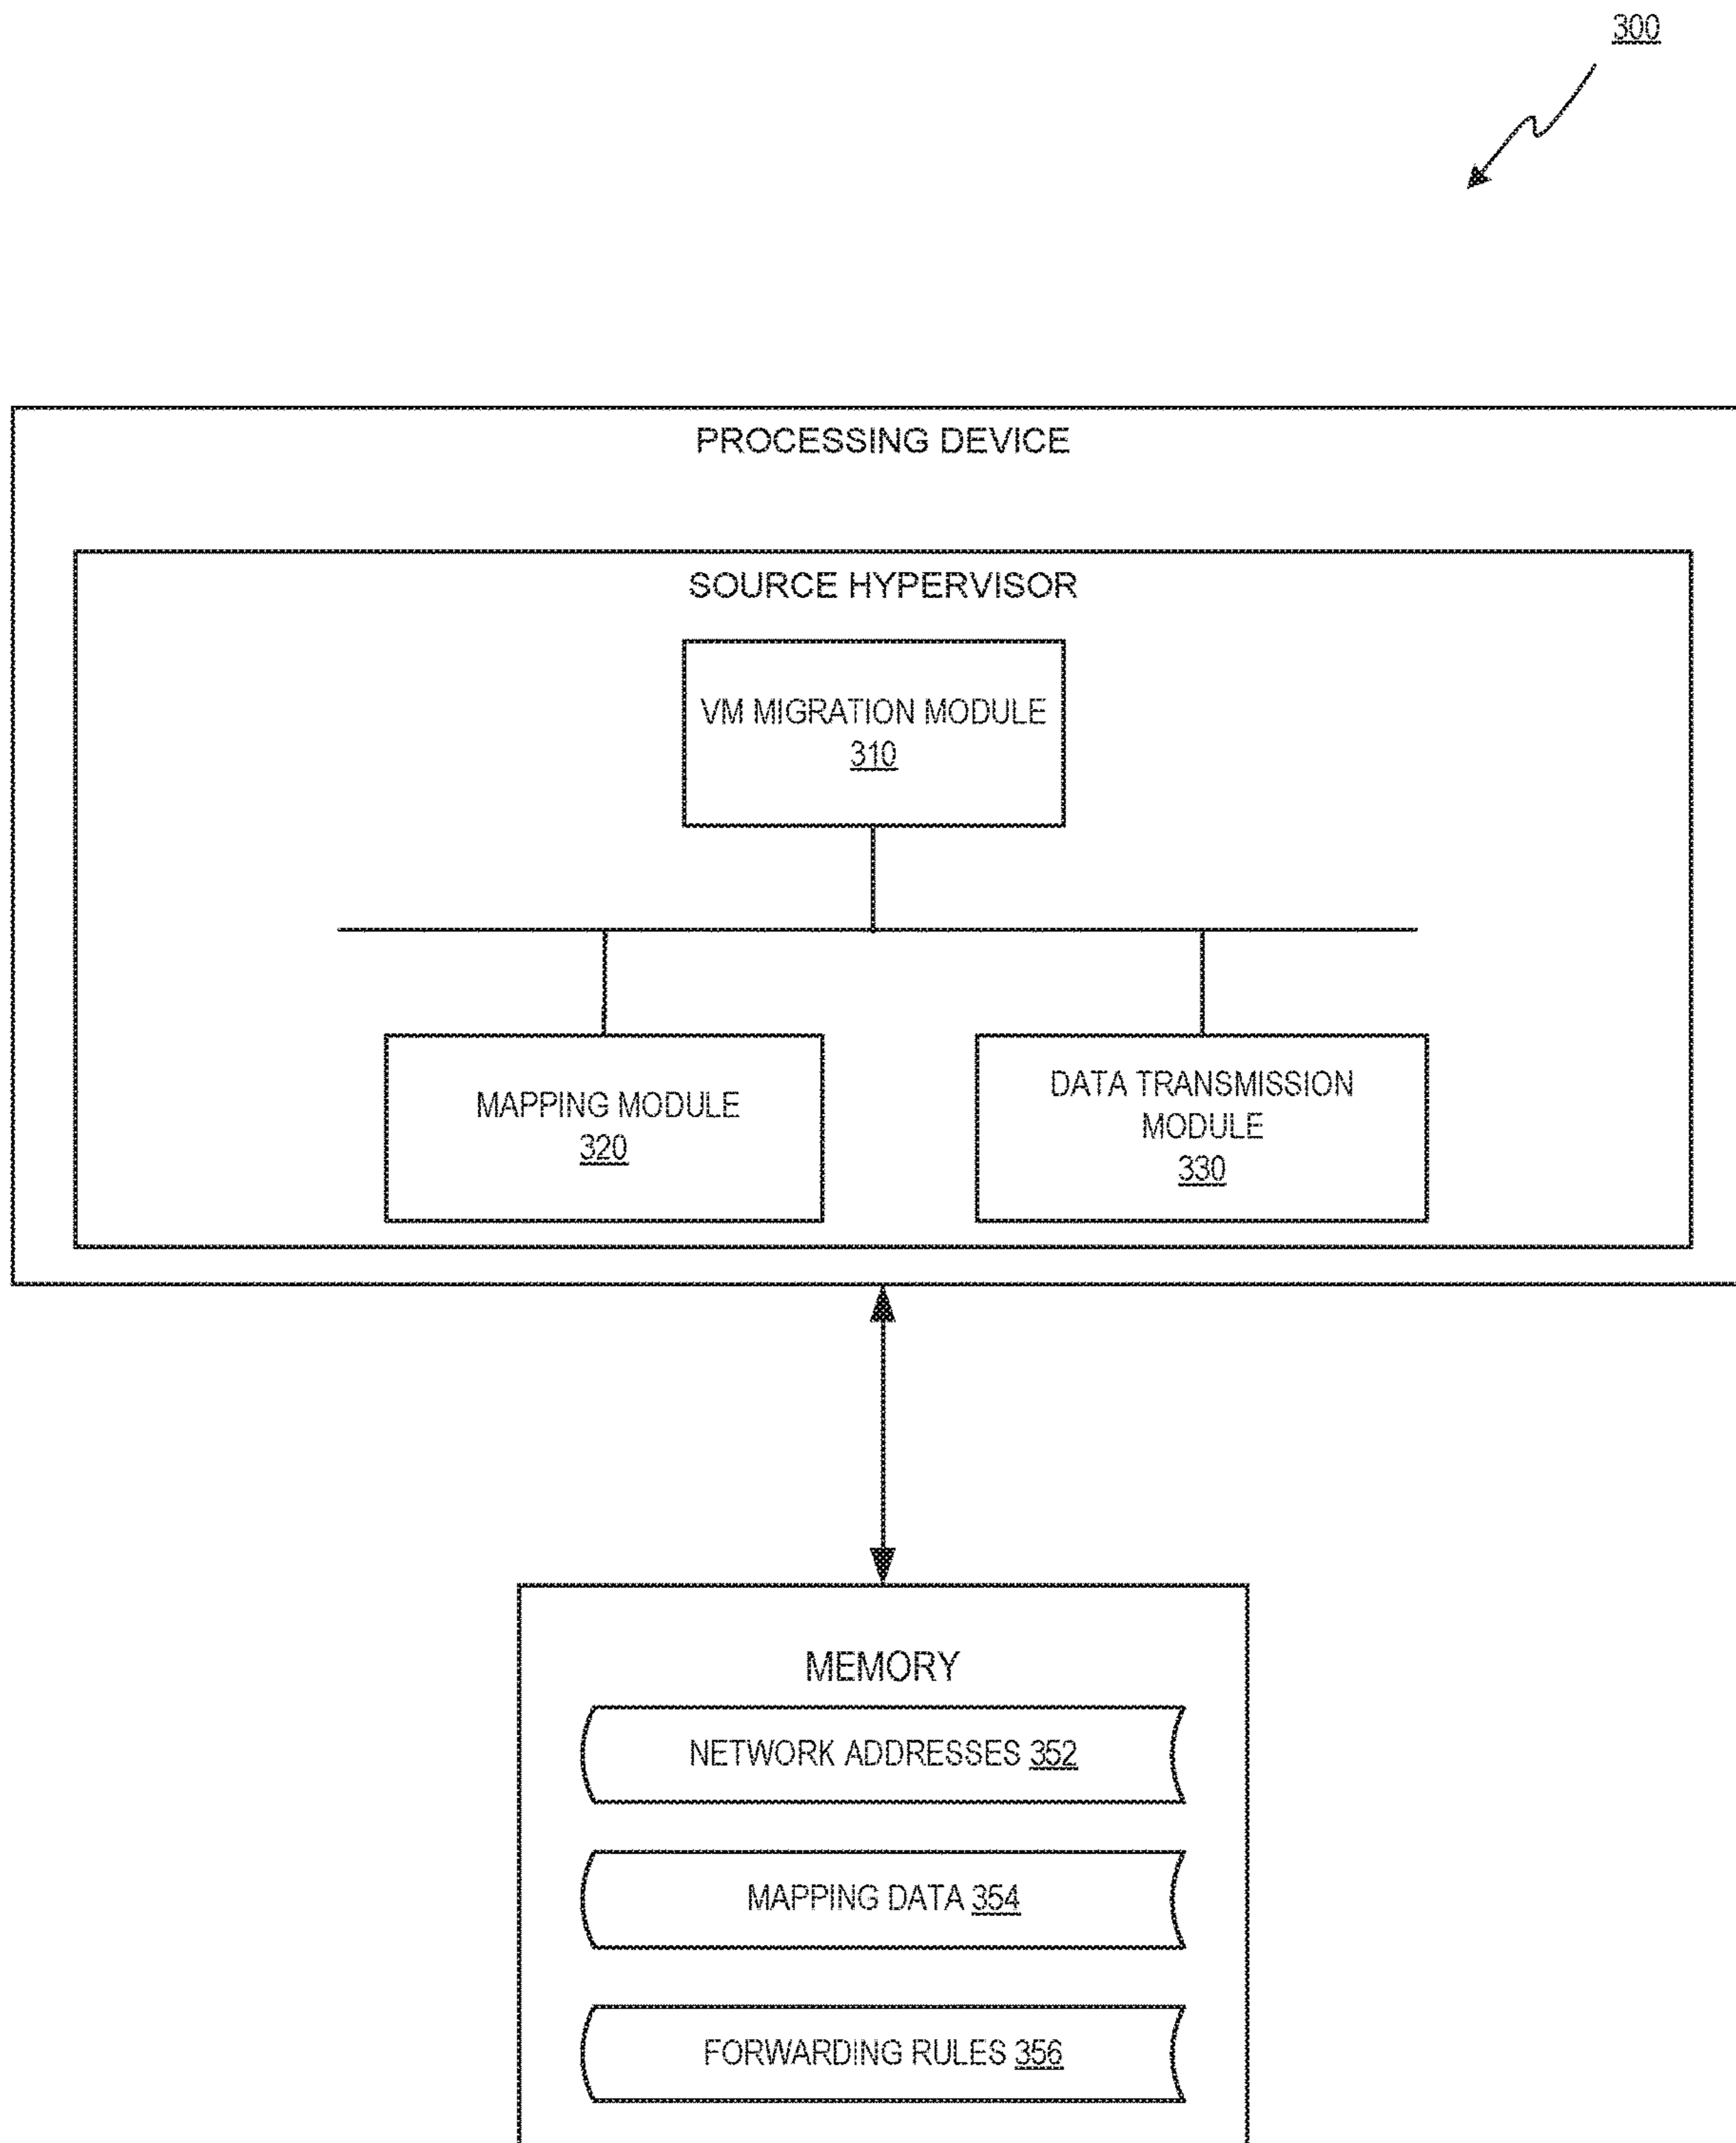 300
PROCESSING DEVICE
SOURCE HYPERVISOR
VM MIGRATION MODULE
310
MAPPING MODULE
320
DATA TRANSMISSION
MODULE
330
MEMORY
NETWORK ADDRESSES 352
MAPPING DATA 354
FORWARDING RULES 356